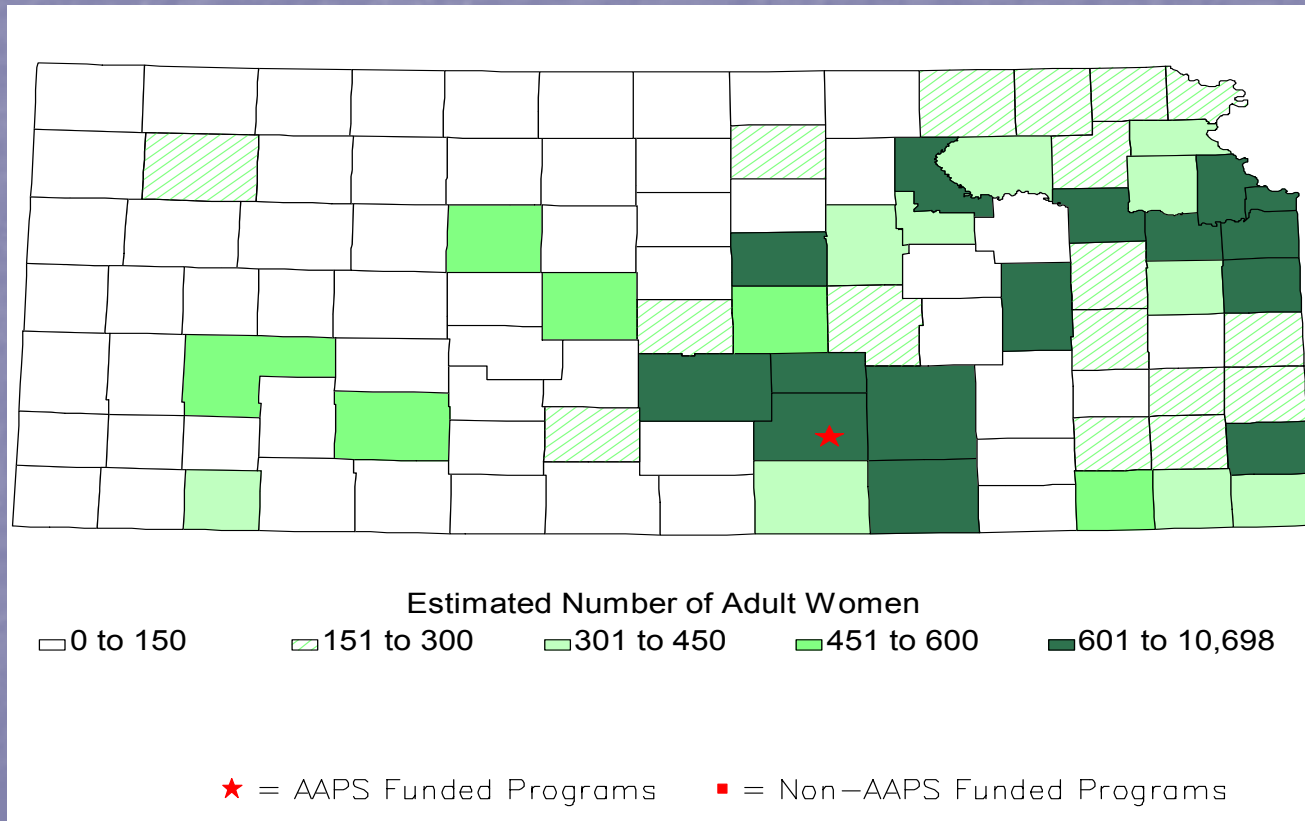 Estimated Number of Adult Women
0 to 150 151 to 300 301 to 450 451 to 600 601 to 10,698
= AAPS Funded Programs = Non-AAPS Funded Programs